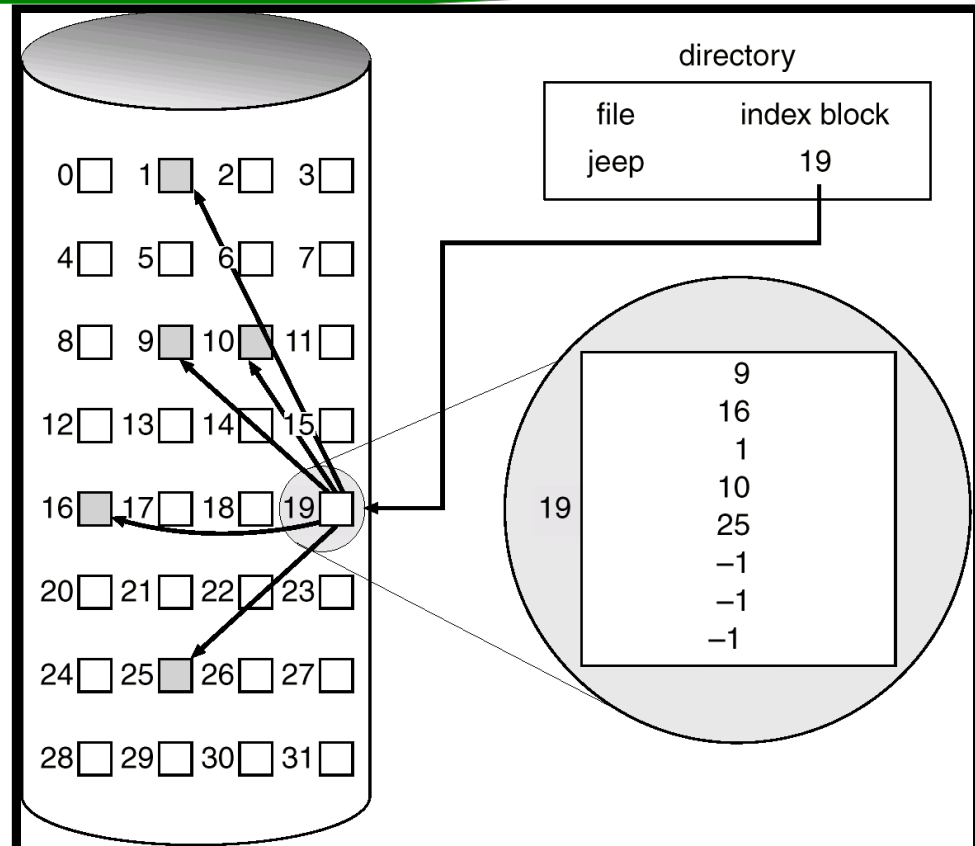 directory
file index block
jeep 19
0 1 2 3
4 5 6 7
8 9 10 11
12 13 14 15
16 17 18 19
20 21 22 23
24 25 26 27
28 29 30 31
9
16
1
10
19
25
–1
–1
–1